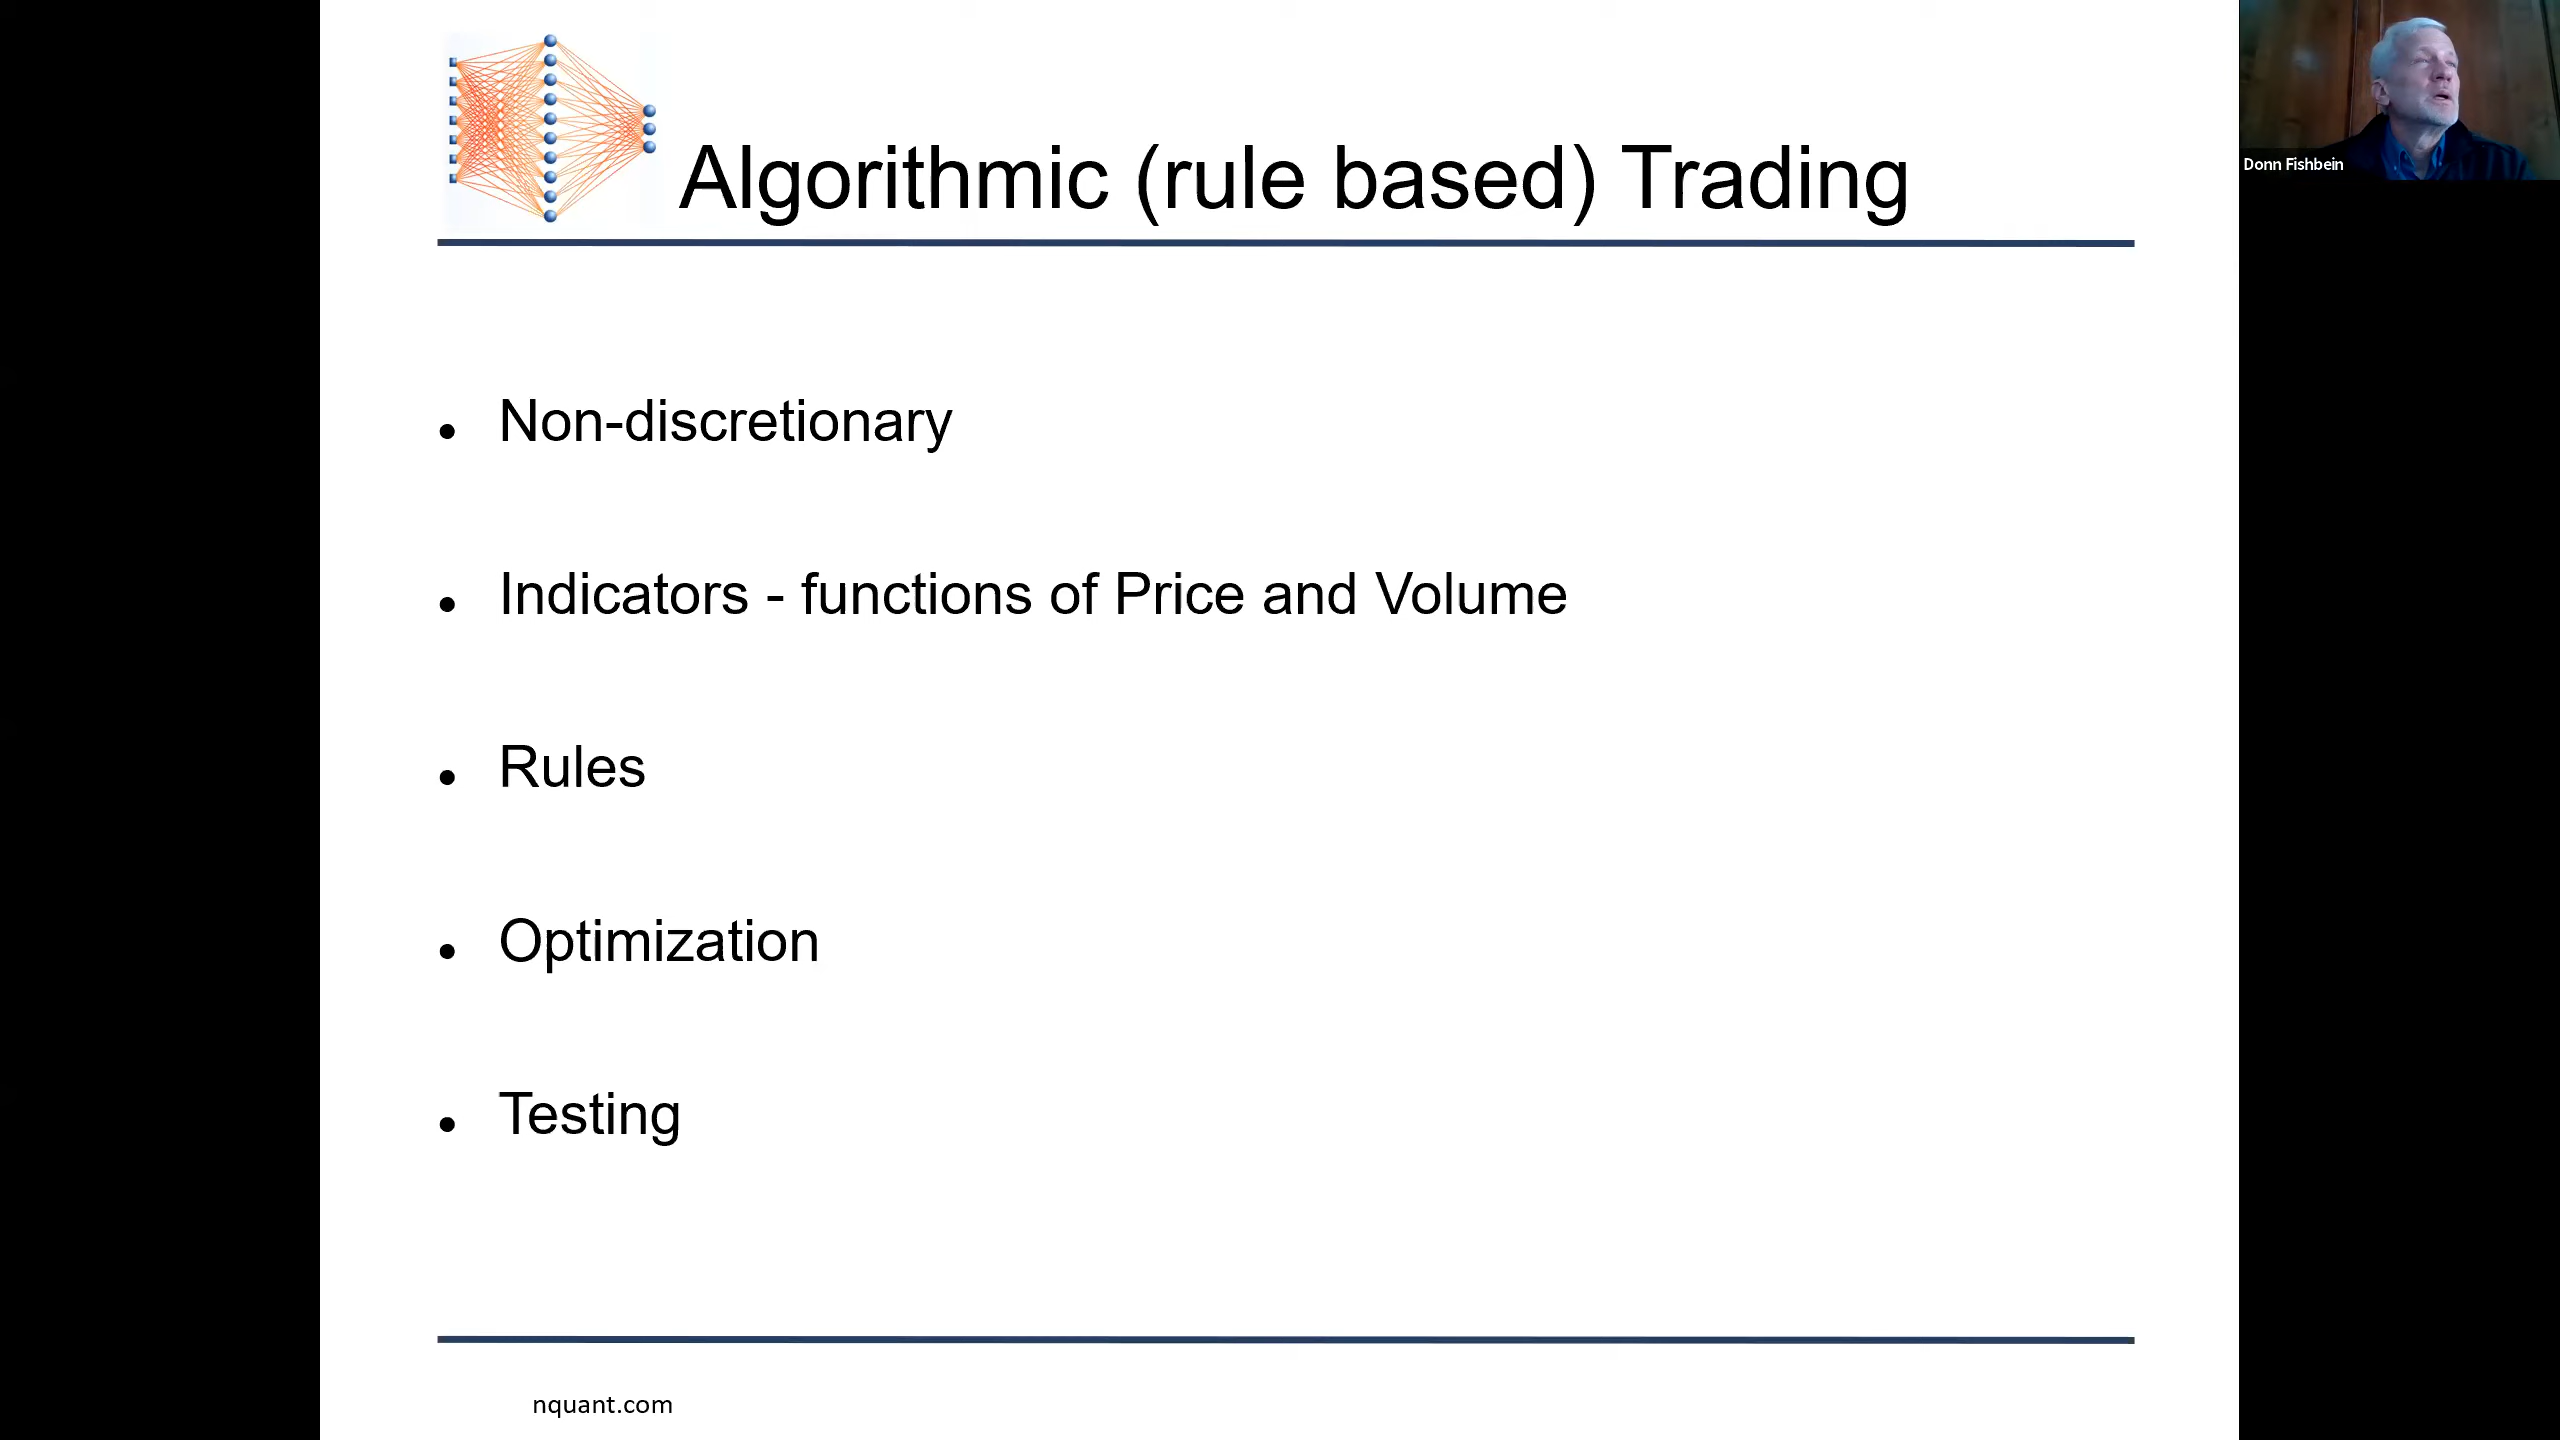 Algorithmic (rule based) Trading
Donn Fishbein
• Non-discretionary
• Indicators - functions of Price and Volume
• Rules
• Optimization
• Testing
nquant.com